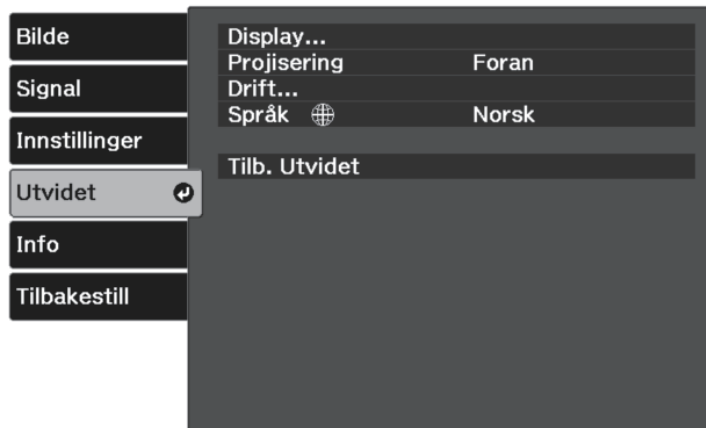 Bilde
Signal
Innstillinger
Utvidet
Info
Tilbakestill
Display...
Projisering Foran
Drift...
Språk Norsk
Tilb. Utvidet